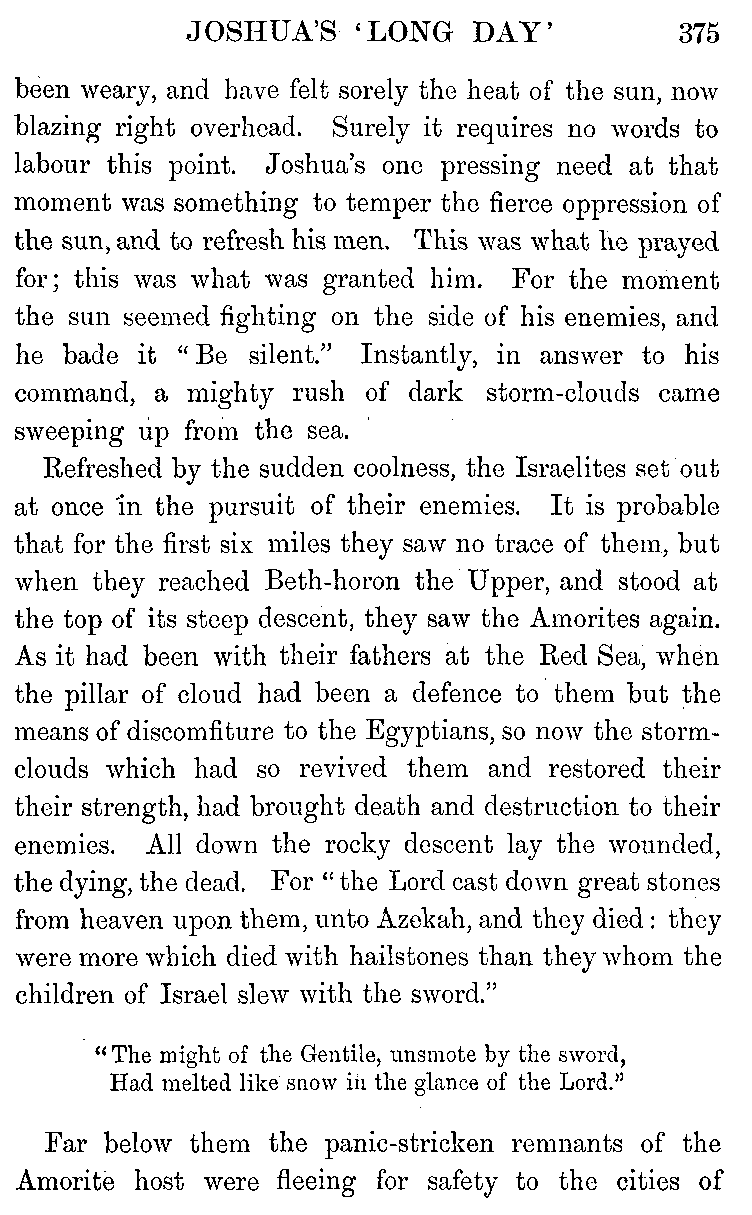 JOSHUA'S 'LONG DAY' 375
been weary, and have felt sorely the heat of the sun, now
blazing right overhead. Surely it requires no words to
labour this point. Joshua's one pressing need at that
moment was something to temper the fierce oppression of
the sun, and to refresh his men. This was what he prayed
for; this was what was granted him. For the moment
the sun seemed fighting on the side of his enemies, and
he bade it "Be silent." Instantly, in answer to his
command, a mighty rush of dark storm-clouds came
sweeping up from the sea.
Refreshed by the sudden coolness, the Israelites set out
at once in the pursuit of their enemies. It is probable
that for the first six miles they saw no trace of them, but
when they reached Beth-horon the Upper, and stood at
the top of its steep descent, they saw the Amorites again.
As it had been with their fathers at the Red Sea, when
the pillar of cloud had been a defence to them but the
means of discomfiture to the Egyptians, so now the storm-
clouds which had so revived them and restored their
their strength, had brought death and destruction to their
enemies. All down the rocky descent lay the wounded,
the dying, the dead. For "the Lord cast down great stones
from heaven upon them, unto Azekah, and they died: they
were more which died with hailstones than they whom the
children of Israel slew with the sword."
"The might of the Gentile, unsmote by the sword,
Had melted like snow in the glance of the Lord."
Far below them the panic-stricken remnants of the
Amorite host were fleeing for safety to the cities of